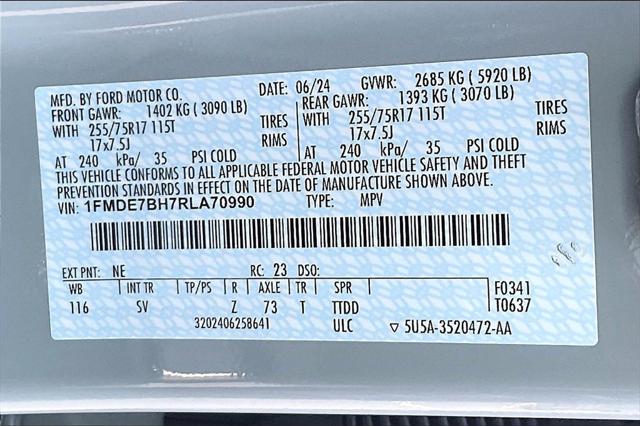 MFD. BY FORD MOTOR CO. DATE: 06/24 GVWR: 2685 KG ( 5920 LB)
FRONT GAWR: 1402 KG ( 3090 LB) REAR GAWR: 1393 KG ( 3070 LB)
WITH 255/75R17 115T TIRES WITH 255/75R17 115T TIRES
17x7.5J RIMS 17x7.5J RIMS
AT 240 kPa/ 35 PSI COLD AT 240 kPa/ 35 PSI COLD
THIS VEHICLE CONFORMS TO ALL APPLICABLE FEDERAL MOTOR VEHICLE SAFETY AND THEFT
PREVENTION STANDARDS IN EFFECT ON THE DATE OF MANUFACTURE SHOWN ABOVE.
VIN: 1FMDE7BH7RLA70990 TYPE: MPV
EXT PNT: NE RC: 23 DSO:
WB INT TR TP/PS R AXLE TR SPR F0341
116 SV Z 73 T TTDD T0637
3202406258641 ULC ▽ 5U5A-3520472-AA